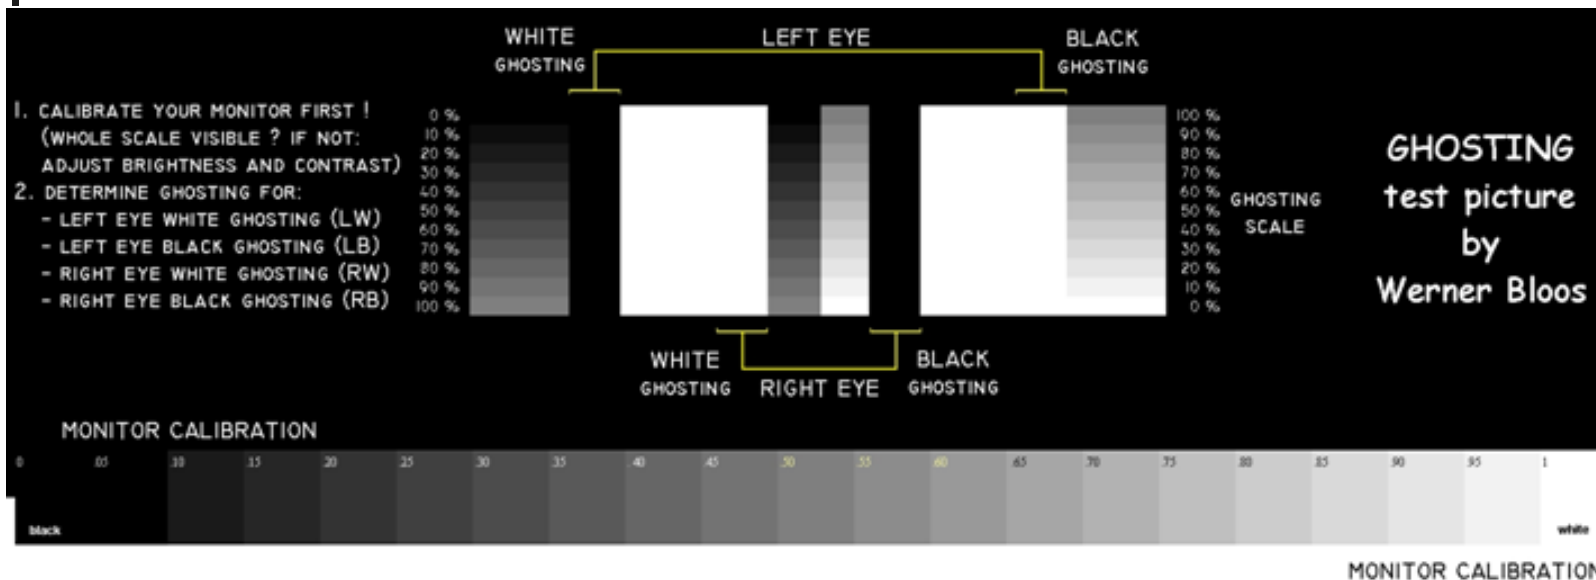 WHITE
GHOSTING
LEFT EYE
BLACK
GHOSTING
1. CALIBRATE YOUR MONITOR FIRST !
(WHOLE SCALE VISIBLE ? IF NOT:
ADJUST BRIGHTNESS AND CONTRAST)
2. DETERMINE GHOSTING FOR:
- LEFT EYE WHITE GHOSTING (LW)
- LEFT EYE BLACK GHOSTING (LB)
- RIGHT EYE WHITE GHOSTING (RW)
- RIGHT EYE BLACK GHOSTING (RB)
0 %
10 %
20 %
30 %
40 %
50 %
60 %
70 %
80 %
90 %
100 %
100 %
90 %
80 %
70 %
60 %
50 %
40 %
30 %
20 %
10 %
0 %
GHOSTING
SCALE
GHOSTING
test picture
by
Werner Bloos
WHITE
GHOSTING
RIGHT EYE
BLACK
GHOSTING
MONITOR CALIBRATION
0 .05 .10 .15 .20 .25 .30 .35 .40 .45 .50 .55 .60 .65 .70 .75 .80 .85 .90 .95 1
black white
MONITOR CALIBRATION